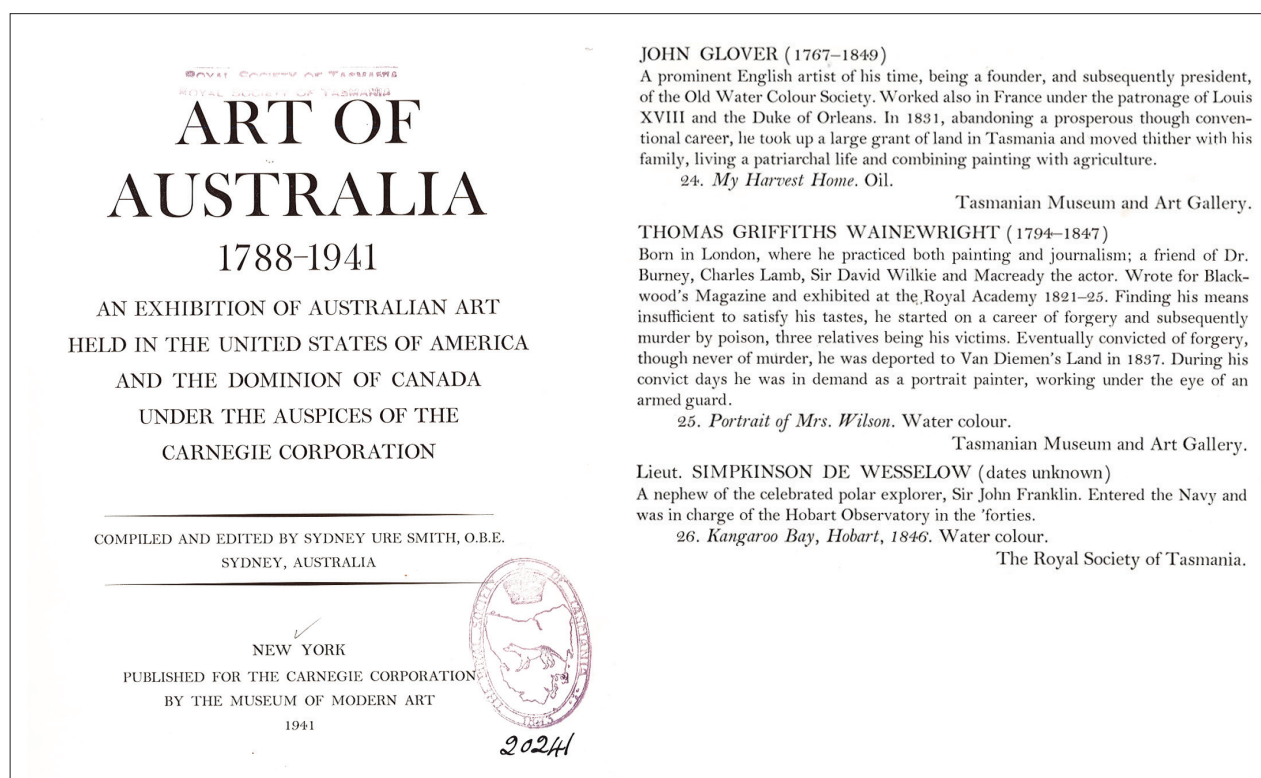 ROYAL SOCIETY OF TASMANIA
ROYAL SOCIETY OF TASMANIA
ART OF
AUSTRALIA
1788–1941
AN EXHIBITION OF AUSTRALIAN ART
HELD IN THE UNITED STATES OF AMERICA
AND THE DOMINION OF CANADA
UNDER THE AUSPICES OF THE
CARNEGIE CORPORATION
COMPILED AND EDITED BY SYDNEY URE SMITH, O.B.E.
SYDNEY, AUSTRALIA
NEW YORK
PUBLISHED FOR THE CARNEGIE CORPORATION
BY THE MUSEUM OF MODERN ART
1941
THE ROYAL SOCIETY OF TASMANIA
1843
20241
JOHN GLOVER (1767–1849)
A prominent English artist of his time, being a founder, and subsequently president,
of the Old Water Colour Society. Worked also in France under the patronage of Louis
XVIII and the Duke of Orleans. In 1831, abandoning a prosperous though conven-
tional career, he took up a large grant of land in Tasmania and moved thither with his
family, living a patriarchal life and combining painting with agriculture.
24. My Harvest Home. Oil.
Tasmanian Museum and Art Gallery.
THOMAS GRIFFITHS WAINEWRIGHT (1794–1847)
Born in London, where he practiced both painting and journalism; a friend of Dr.
Burney, Charles Lamb, Sir David Wilkie and Macready the actor. Wrote for Black-
wood's Magazine and exhibited at the Royal Academy 1821–25. Finding his means
insufficient to satisfy his tastes, he started on a career of forgery and subsequently
murder by poison, three relatives being his victims. Eventually convicted of forgery,
though never of murder, he was deported to Van Diemen's Land in 1837. During his
convict days he was in demand as a portrait painter, working under the eye of an
armed guard.
25. Portrait of Mrs. Wilson. Water colour.
Tasmanian Museum and Art Gallery.
Lieut. SIMPKINSON DE WESSELOW (dates unknown)
A nephew of the celebrated polar explorer, Sir John Franklin. Entered the Navy and
was in charge of the Hobart Observatory in the 'forties.
26. Kangaroo Bay, Hobart, 1846. Water colour.
The Royal Society of Tasmania.